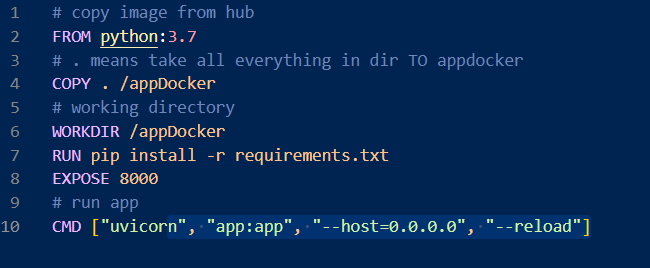 1 # copy image from hub
2 FROM python:3.7
3 # . means take all everything in dir TO appdocker
4 COPY . /appDocker
5 # working directory
6 WORKDIR /appDocker
7 RUN pip install -r requirements.txt
8 EXPOSE 8000
9 # run app
10 CMD ["uvicorn", "app:app", "--host=0.0.0.0", "--reload"]